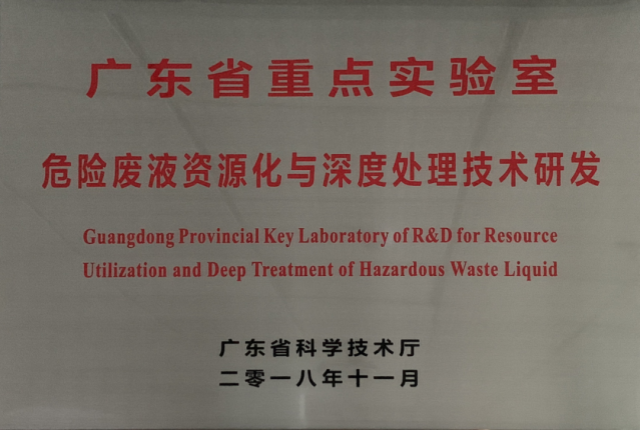 广东省重点实验室
危险废液资源化与深度处理技术研发
Guangdong Provincial Key Laboratory of R&D for Resource
Utilization and Deep Treatment of Hazardous Waste Liquid
广东省科学技术厅
二零一八年十一月